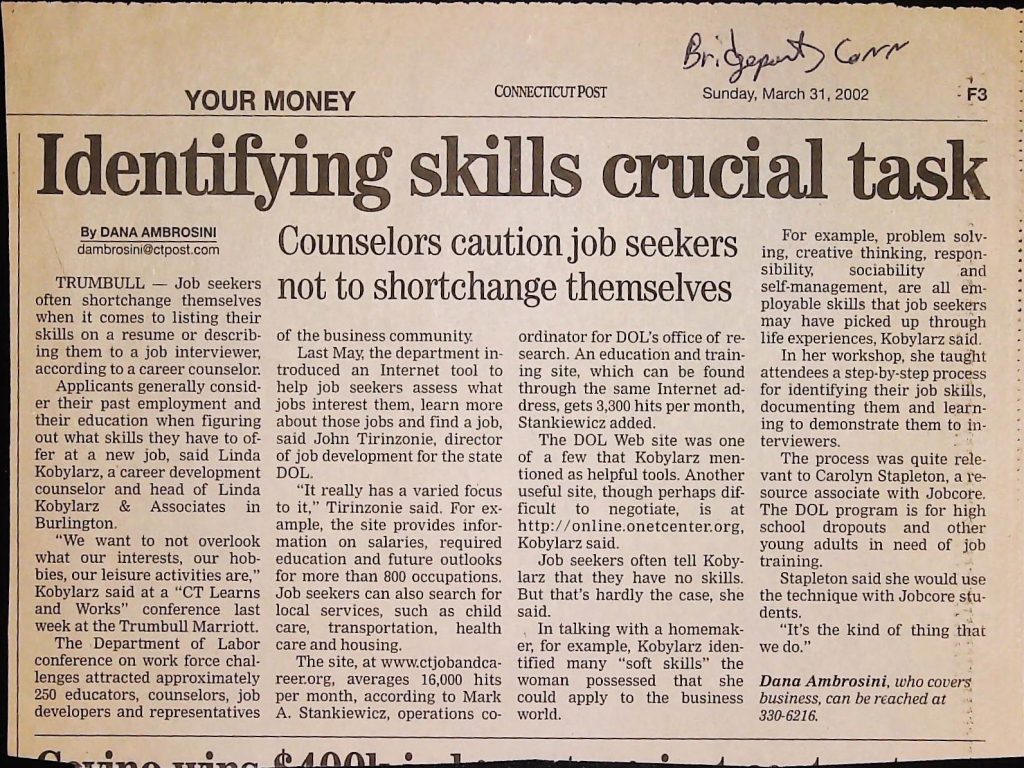 Bridgeport, Conn
YOUR MONEY
CONNECTICUT POST
Sunday, March 31, 2002
F3
Identifying skills crucial task
By DANA AMBROSINI
dambrosini@ctpost.com
Counselors caution job seekers
not to shortchange themselves
TRUMBULL — Job seekers
often shortchange themselves
when it comes to listing their
skills on a resume or describ-
ing them to a job interviewer,
according to a career counselor.
Applicants generally consid-
er their past employment and
their education when figuring
out what skills they have to of-
fer at a new job, said Linda
Kobylarz, a career development
counselor and head of Linda
Kobylarz & Associates in
Burlington.
“We want to not overlook
what our interests, our hob-
bies, our leisure activities are,”
Kobylarz said at a “CT Learns
and Works” conference last
week at the Trumbull Marriott.
The Department of Labor
conference on work force chal-
lenges attracted approximately
250 educators, counselors, job
developers and representatives
of the business community.
Last May, the department in-
troduced an Internet tool to
help job seekers assess what
jobs interest them, learn more
about those jobs and find a job,
said John Tirinzonie, director
of job development for the state
DOL.
“It really has a varied focus
to it,” Tirinzonie said. For ex-
ample, the site provides infor-
mation on salaries, required
education and future outlooks
for more than 800 occupations.
Job seekers can also search for
local services, such as child
care, transportation, health
care and housing.
The site, at www.ctjobandca-
reer.org, averages 16,000 hits
per month, according to Mark
A. Stankiewicz, operations co-
ordinator for DOL’s office of re-
search. An education and train-
ing site, which can be found
through the same Internet ad-
dress, gets 3,300 hits per month,
Stankiewicz added.
The DOL Web site was one
of a few that Kobylarz men-
tioned as helpful tools. Another
useful site, though perhaps dif-
ficult to negotiate, is at
http://online.onetcenter.org,
Kobylarz said.
Job seekers often tell Koby-
larz that they have no skills.
But that’s hardly the case, she
said.
In talking with a homemak-
er, for example, Kobylarz iden-
tified many “soft skills” the
woman possessed that she
could apply to the business
world.
For example, problem solv-
ing, creative thinking, respon-
sibility, sociability and
self-management, are all em-
ployable skills that job seekers
may have picked up through
life experiences, Kobylarz said.
In her workshop, she taught
attendees a step-by-step process
for identifying their job skills,
documenting them and learn-
ing to demonstrate them to in-
terviewers.
The process was quite rele-
vant to Carolyn Stapleton, a re-
source associate with Jobcore.
The DOL program is for high
school dropouts and other
young adults in need of job
training.
Stapleton said she would use
the technique with Jobcore stu-
dents.
“It’s the kind of thing that
we do.”
Dana Ambrosini, who covers
business, can be reached at
330-6216.